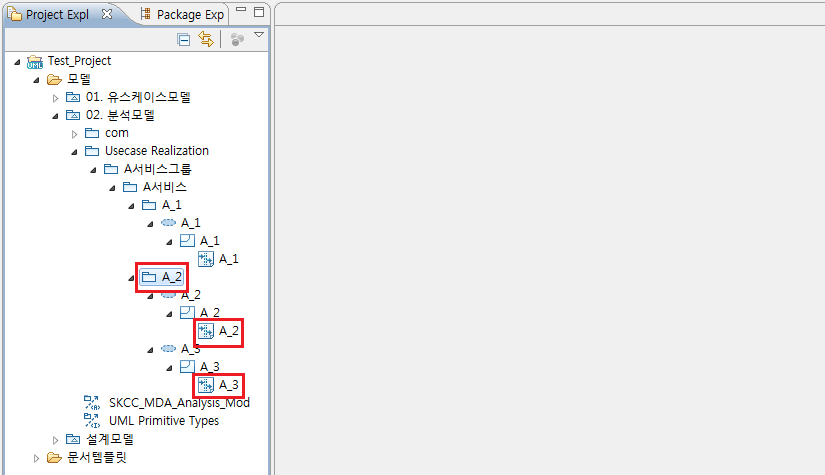 Project Expl Package Exp
Test_Project
모델
01. 유스케이스모델
02. 분석모델
com
Usecase Realization
A서비스그룹
A서비스
A_1
A_1
A_1
A_1
A_2
A_2
A_2
A_2
A_3
A_3
A_3
SKCC_MDA_Analysis_Mod
UML Primitive Types
설계모델
문서템플릿